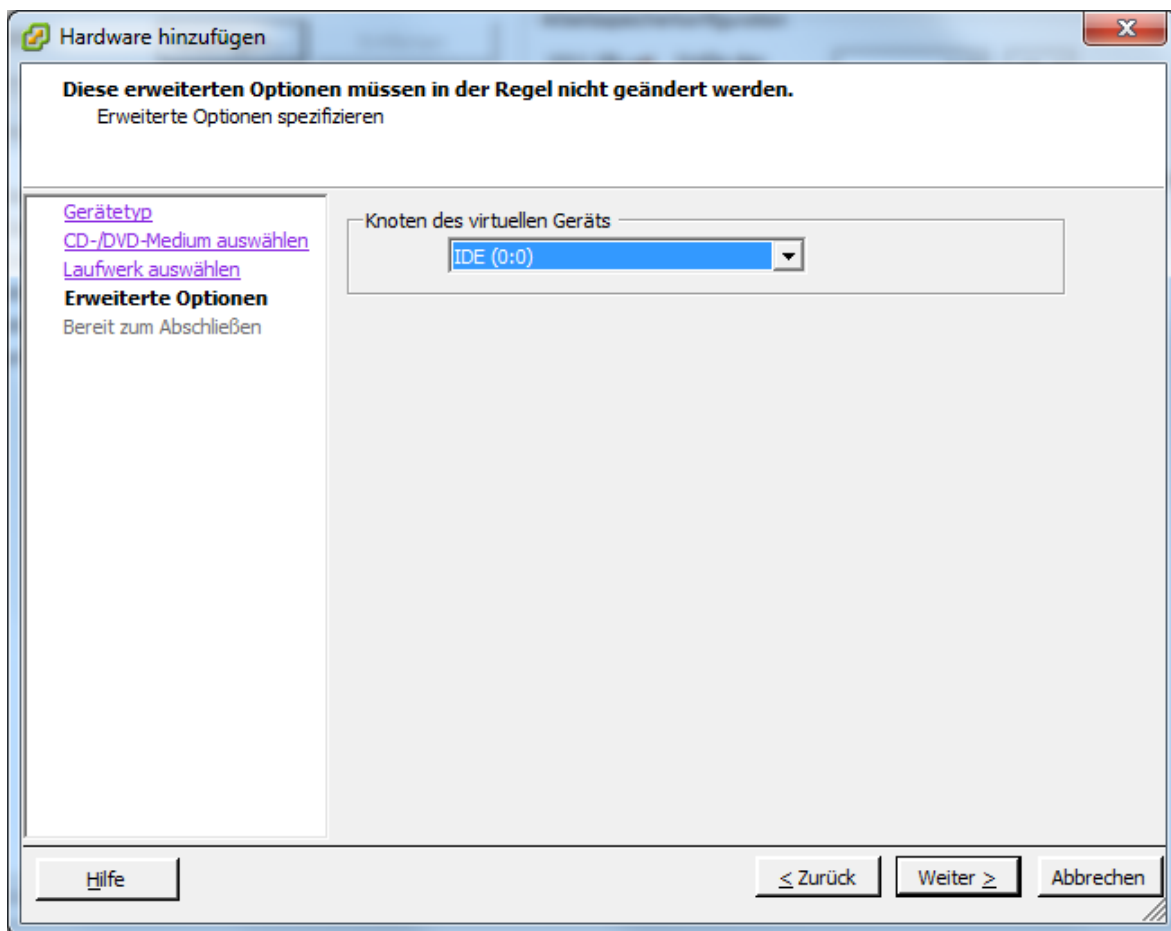 Hardware hinzufügen
Diese erweiterten Optionen müssen in der Regel nicht geändert werden.
Erweiterte Optionen spezifizieren
Gerätetyp
CD-/DVD-Medium auswählen
Laufwerk auswählen
Erweiterte Optionen
Bereit zum Abschließen
Knoten des virtuellen Geräts
IDE (0:0)
Hilfe
< Zurück
Weiter >
Abbrechen